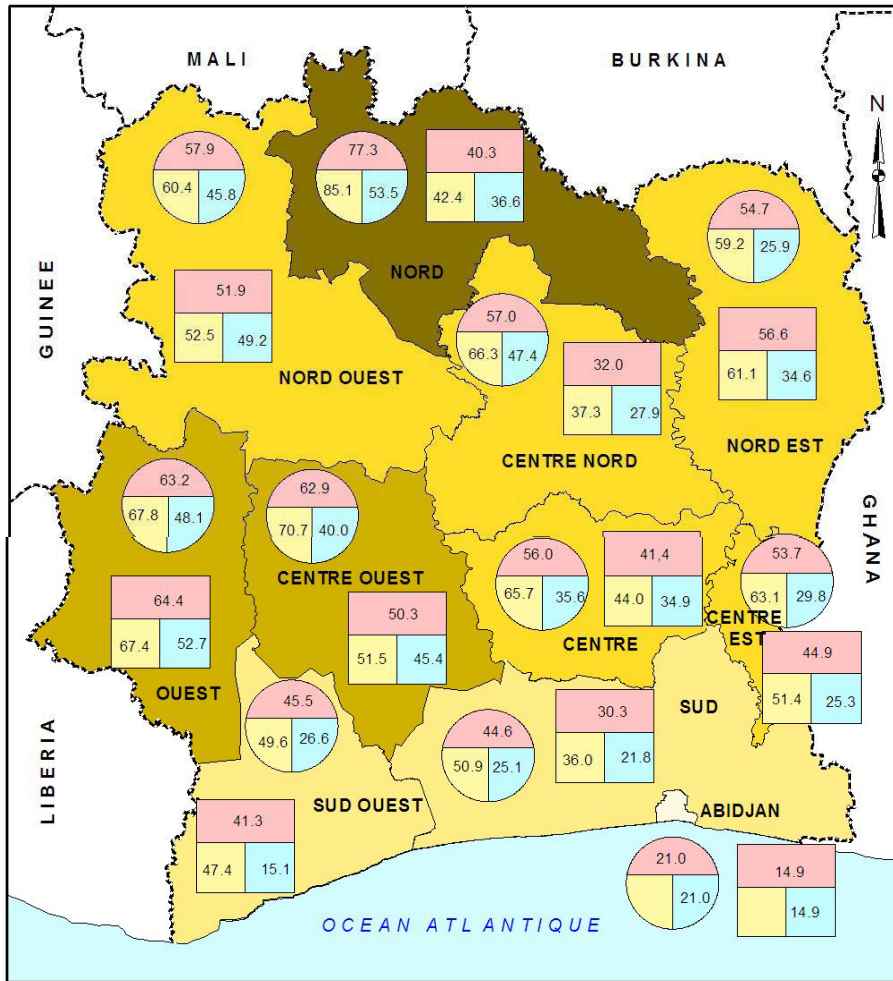 MALI
BURKINA
N
57.9
60.4 45.8
77.3
85.1 53.5
40.3
42.4 36.6
54.7
59.2 25.9
GUINEE
NORD
51.9
52.5 49.2
57.0
66.3 47.4
56.6
61.1 34.6
32.0
37.3 27.9
NORD OUEST
NORD EST
CENTRE NORD
63.2
67.8 48.1
62.9
70.7 40.0
GHANA
56.0
65.7 35.6
41,4
44.0 34.9
53.7
63.1 29.8
CENTRE OUEST
64.4
67.4 52.7
50.3
51.5 45.4
CENTRE
CENTRE
EST
44.9
51.4 25.3
OUEST
45.5
49.6 26.6
44.6
50.9 25.1
30.3
36.0 21.8
SUD
LIBERIA
SUD OUEST
ABIDJAN
41.3
47.4 15.1
21.0
21.0
14.9
14.9
OCEAN ATLANTIQUE